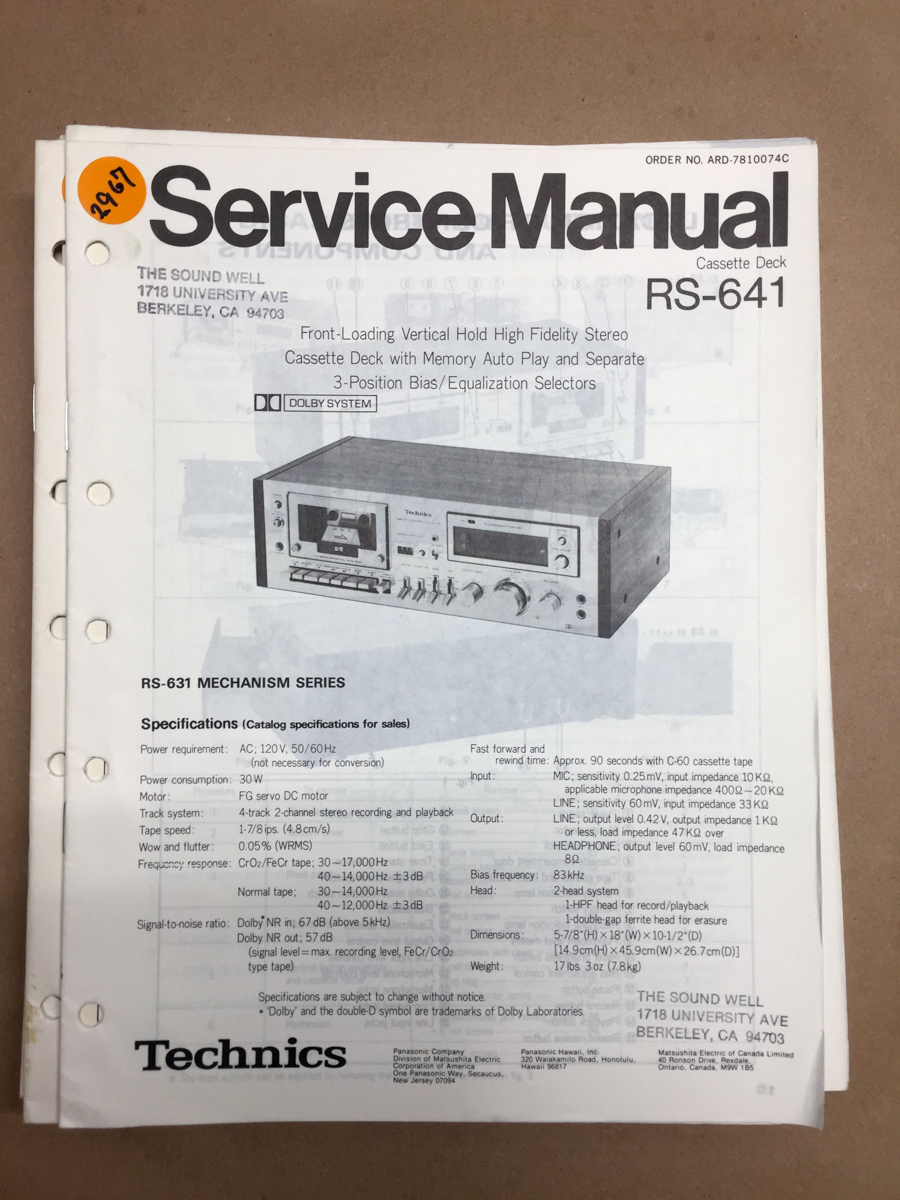 ORDER NO. ARD-7810074C
2967
Service Manual
Cassette Deck
RS-641
THE SOUND WELL
1718 UNIVERSITY AVE
BERKELEY, CA 94703
Front-Loading Vertical Hold High Fidelity Stereo
Cassette Deck with Memory Auto Play and Separate
3-Position Bias/Equalization Selectors
DOLBY SYSTEM
Technics
RS-631 MECHANISM SERIES
Specifications (Catalog specifications for sales)
Power requirement: AC; 120V, 50/60Hz
(not necessary for conversion)
Power consumption: 30W
Motor: FG servo DC motor
Track system: 4-track 2-channel stereo recording and playback
Tape speed: 1-7/8 ips. (4.8cm/s)
Wow and flutter: 0.05% (WRMS)
Frequency response: CrO2/FeCr tape; 30~17,000Hz
40~14,000Hz ±3dB
Normal tape; 30~14,000Hz
40~12,000Hz ±3dB
Signal-to-noise ratio: Dolby* NR in; 67dB (above 5kHz)
Dolby NR out; 57dB
(signal level=max. recording level, FeCr/CrO2
type tape)
Fast forward and
rewind time: Approx. 90 seconds with C-60 cassette tape
Input: MIC; sensitivity 0.25mV, input impedance 10KΩ,
applicable microphone impedance 400Ω~20KΩ
LINE; sensitivity 60mV, input impedance 33KΩ
Output: LINE; output level 0.42V, output impedance 1KΩ
or less, load impedance 47KΩ over
HEADPHONE; output level 60mV, load impedance
8Ω
Bias frequency: 83kHz
Head: 2-head system
1-HPF head for record/playback
1-double-gap ferrite head for erasure
Dimensions: 5-7/8"(H)×18"(W)×10-1/2"(D)
[14.9cm(H)×45.9cm(W)×26.7cm(D)]
Weight: 17lbs. 3oz (7.8kg)
Specifications are subject to change without notice.
* 'Dolby' and the double-D symbol are trademarks of Dolby Laboratories
THE SOUND WELL
1718 UNIVERSITY AVE
BERKELEY, CA 94703
Technics
Panasonic Company
Division of Matsushita Electric
Corporation of America
One Panasonic Way, Secaucus,
New Jersey 07094
Panasonic Hawaii, Inc.
320 Waiakamilo Road, Honolulu,
Hawaii 96817
Matsushita Electric of Canada Limited
40 Ronson Drive, Rexdale,
Ontario, Canada, M9W 1B5